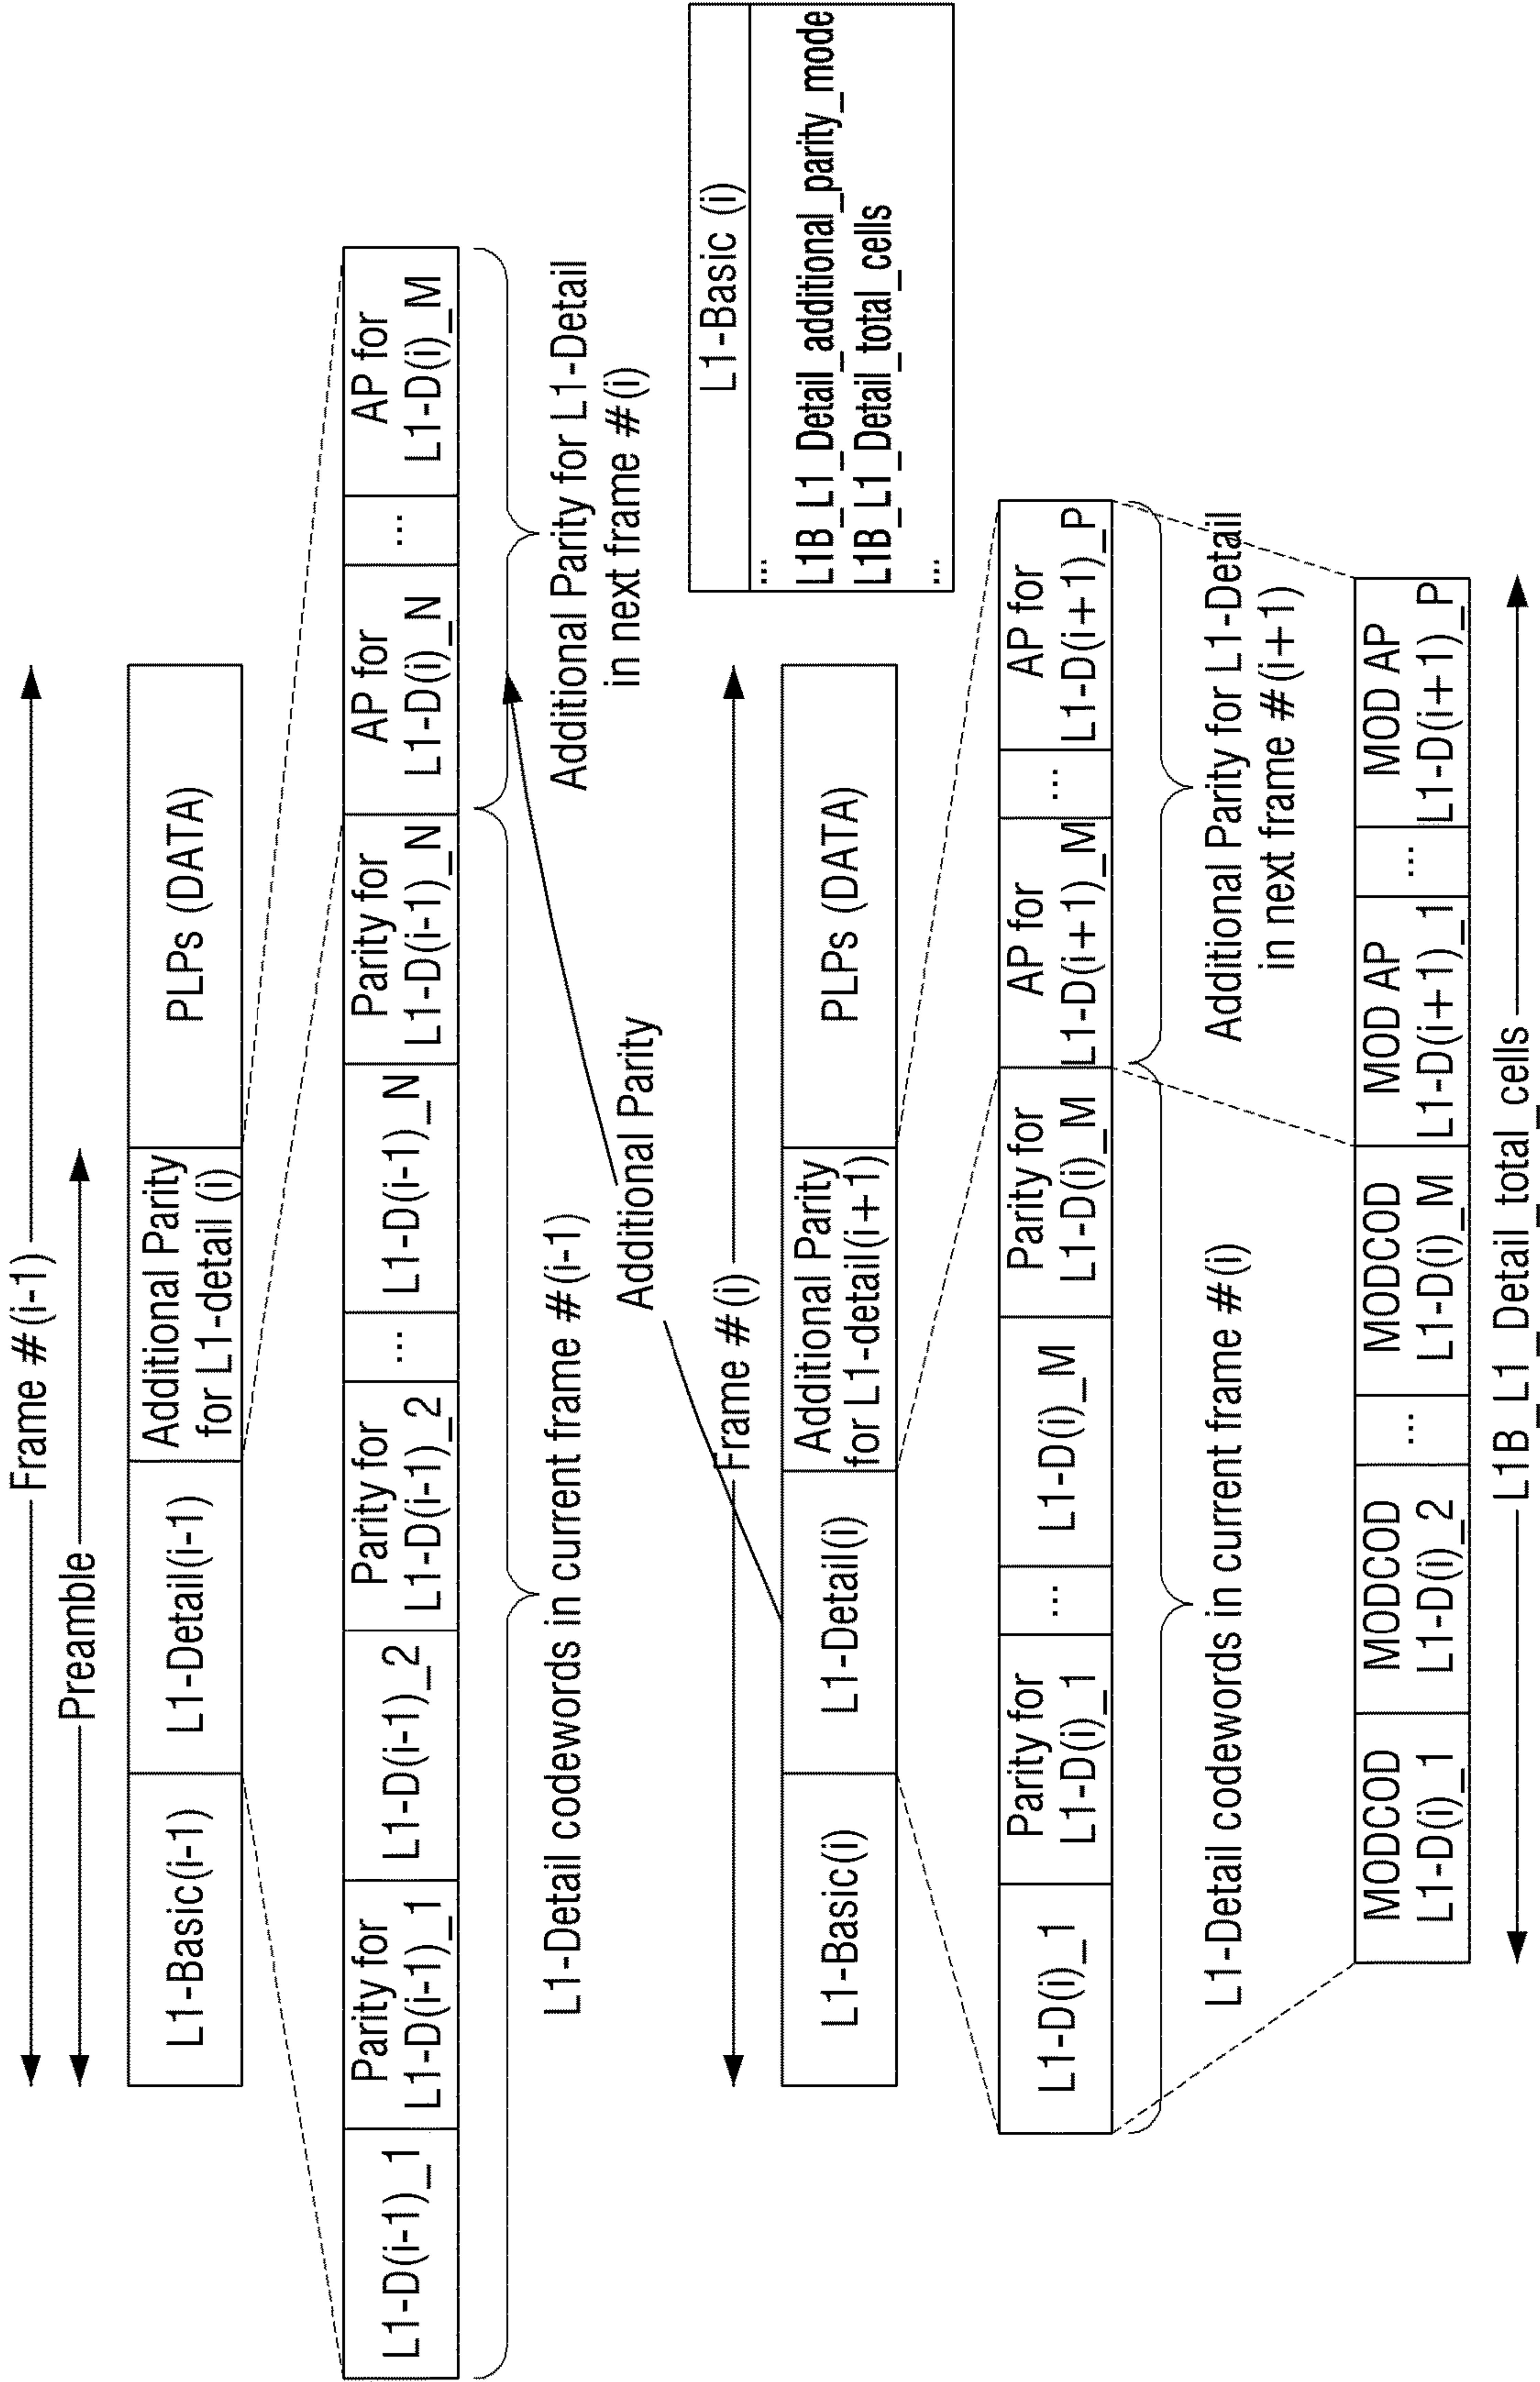 Frame #(i-1)
Preamble
L1-Basic(i-1)
L1-Detail(i-1)
Additional Parity
for L1-detail (i)
PLPs (DATA)
L1-D(i-1)_1
Parity for
L1-D(i-1)_1
L1-D(i-1)_2
Parity for
L1-D(i-1)_2
...
L1-D(i-1)_N
Parity for
L1-D(i-1)_N
AP for
L1-D(i)_N
...
AP for
L1-D(i)_M
L1-Detail codewords in current frame #(i-1)
Additional Parity for L1-Detail
in next frame #(i)
Additional Parity
L1-Basic (i)
...
L1B_L1_Detail_additional_parity_mode
L1B_L1_Detail_total_cells
...
Frame #(i)
L1-Basic(i)
L1-Detail(i)
Additional Parity
for L1-detail(i+1)
PLPs (DATA)
L1-D(i)_1
Parity for
L1-D(i)_1
...
L1-D(i)_M
Parity for
L1-D(i)_M
AP for
L1-D(i+1)_M
...
AP for
L1-D(i+1)_P
L1-Detail codewords in current frame #(i)
Additional Parity for L1-Detail
in next frame #(i+1)
MODCOD
L1-D(i)_1
MODCOD
L1-D(i)_2
...
MODCOD
L1-D(i)_M
MOD AP
L1-D(i+1)_1
...
MOD AP
L1-D(i+1)_P
L1B_L1_Detail_total_cells